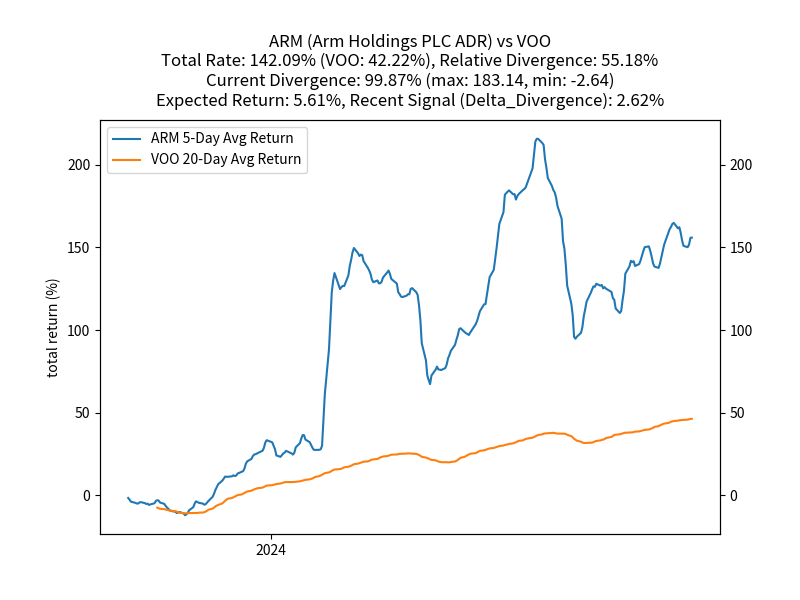 ARM (Arm Holdings PLC ADR) vs VOO
Total Rate: 142.09% (VOO: 42.22%), Relative Divergence: 55.18%
Current Divergence: 99.87% (max: 183.14, min: -2.64)
Expected Return: 5.61%, Recent Signal (Delta_Divergence): 2.62%
ARM 5-Day Avg Return
VOO 20-Day Avg Return
200 200
150 150
100 100
50 50
0 0
total return (%)
2024